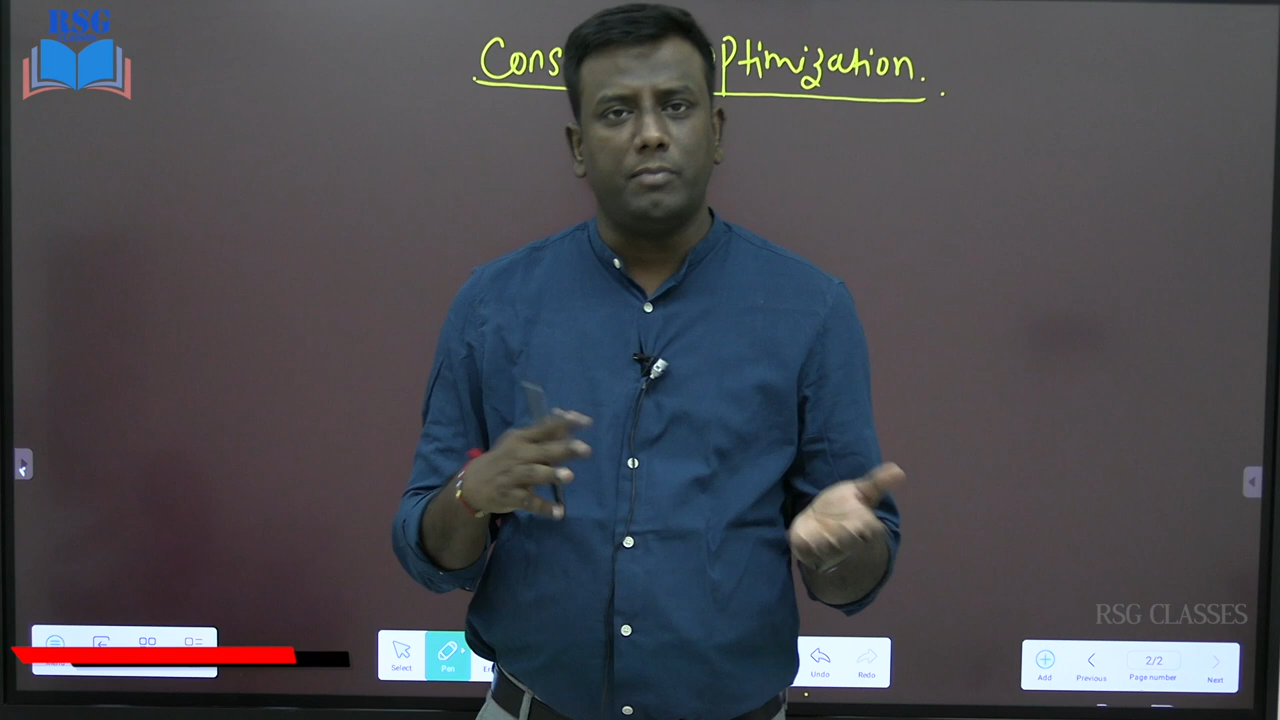 RSG
Cons ptimization.
RSG CLASSES
Select
Pen
Undo
Redo
Add
Previous
2/2
Page number
Next